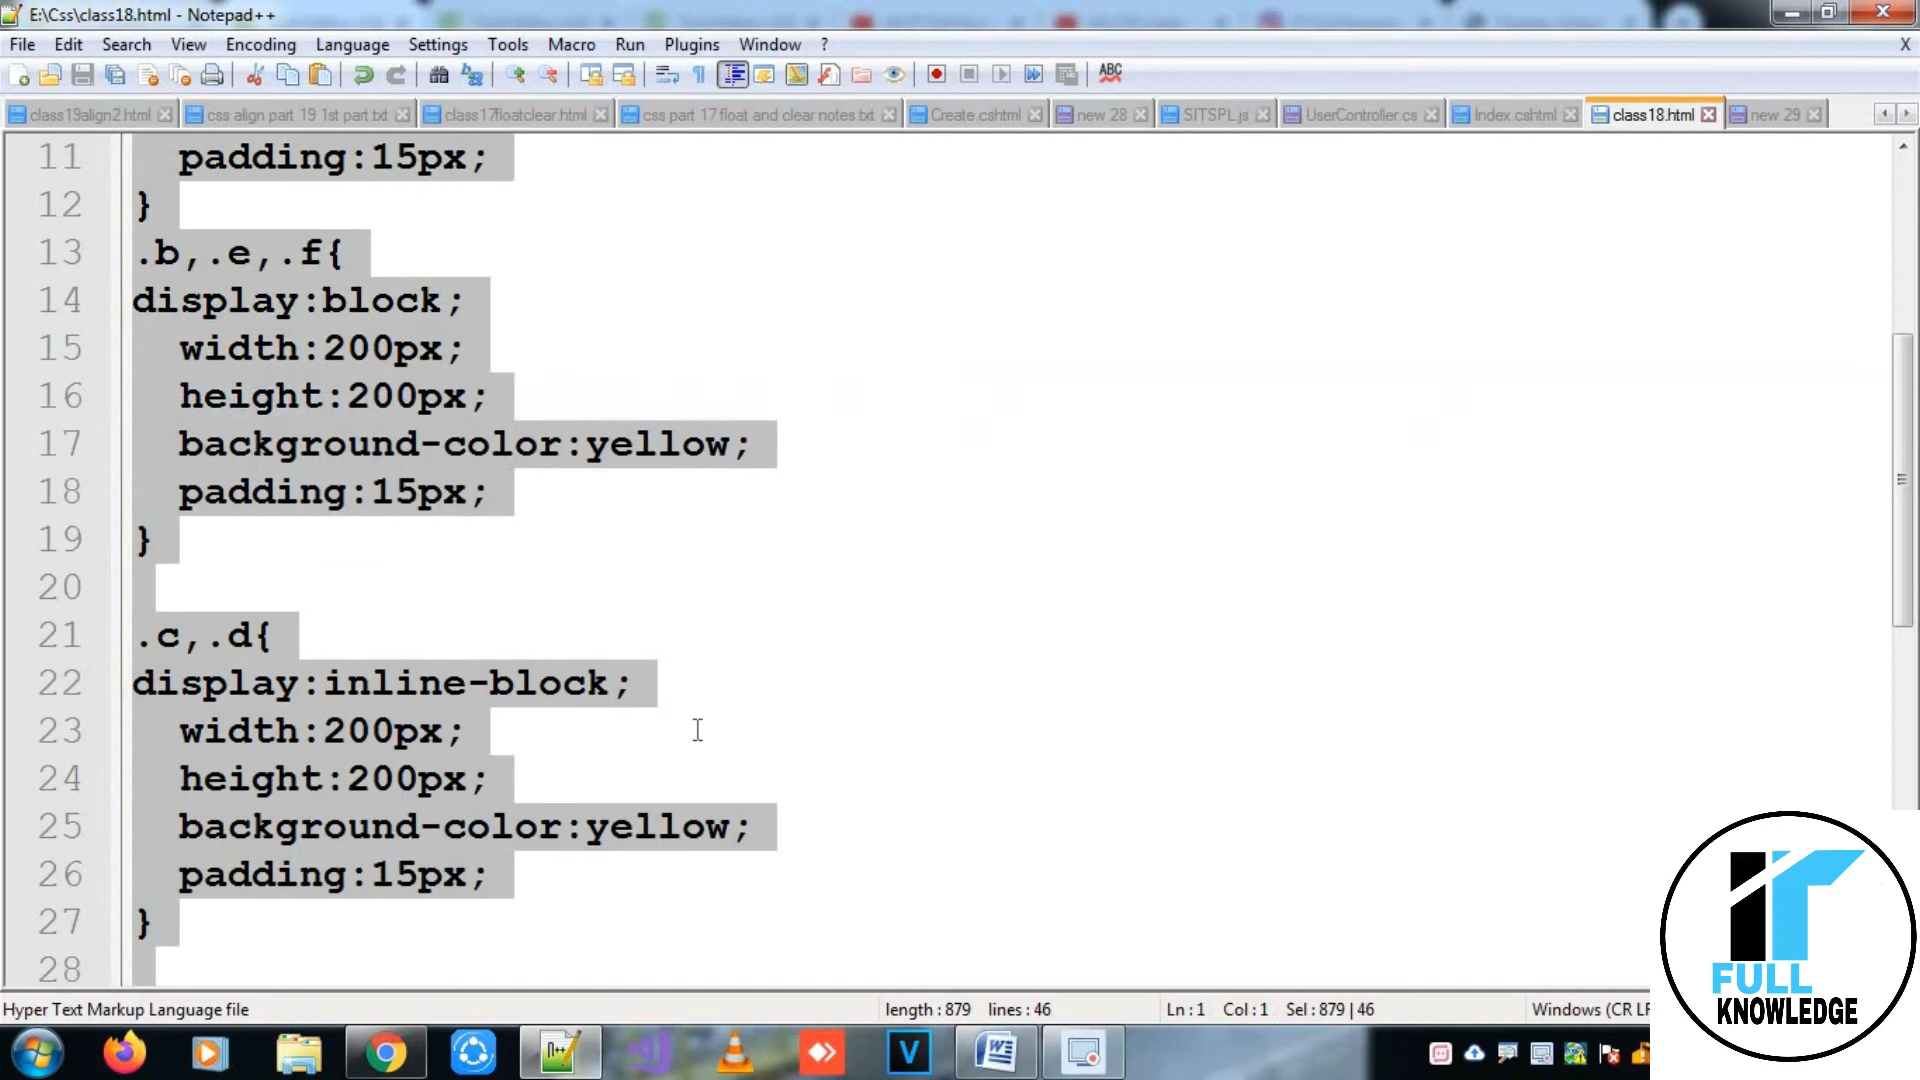 E:\Css\class18.html - Notepad++
File Edit Search View Encoding Language Settings Tools Macro Run Plugins Window ? X
ABC
class19align2.html css align part 19 1st part.txt class17floatclear.html css part 17 float and clear notes.txt Create.cshtml new 28 SITSPL.js UserController.cs Index.cshtml class18.html new 29
11 padding:15px;
12 }
13 .b,.e,.f{
14 display:block;
15 width:200px;
16 height:200px;
17 background-color:yellow;
18 padding:15px;
19 }
20
21 .c,.d{
22 display:inline-block;
23 width:200px;
24 height:200px;
25 background-color:yellow;
26 padding:15px;
27 }
28
IT
FULL
KNOWLEDGE
Hyper Text Markup Language file length : 879 lines : 46 Ln : 1 Col : 1 Sel : 879 | 46 Windows (CR LF
n++ V W